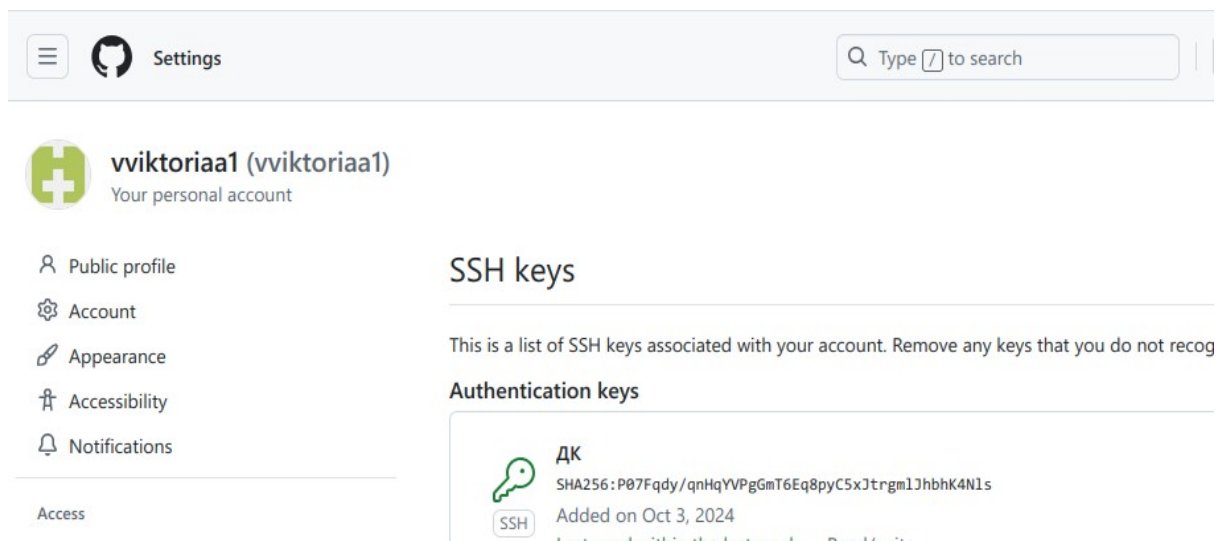 Settings
Type / to search
vviktoriaa1 (vviktoriaa1)
Your personal account
Public profile
Account
Appearance
Accessibility
Notifications
Access
SSH keys
This is a list of SSH keys associated with your account. Remove any keys that you do not recog
Authentication keys
ДК
SHA256:P07Fqdy/qnHqYVPgGmT6Eq8pyC5xJtrgmlJhbhK4Nls
SSH
Added on Oct 3, 2024